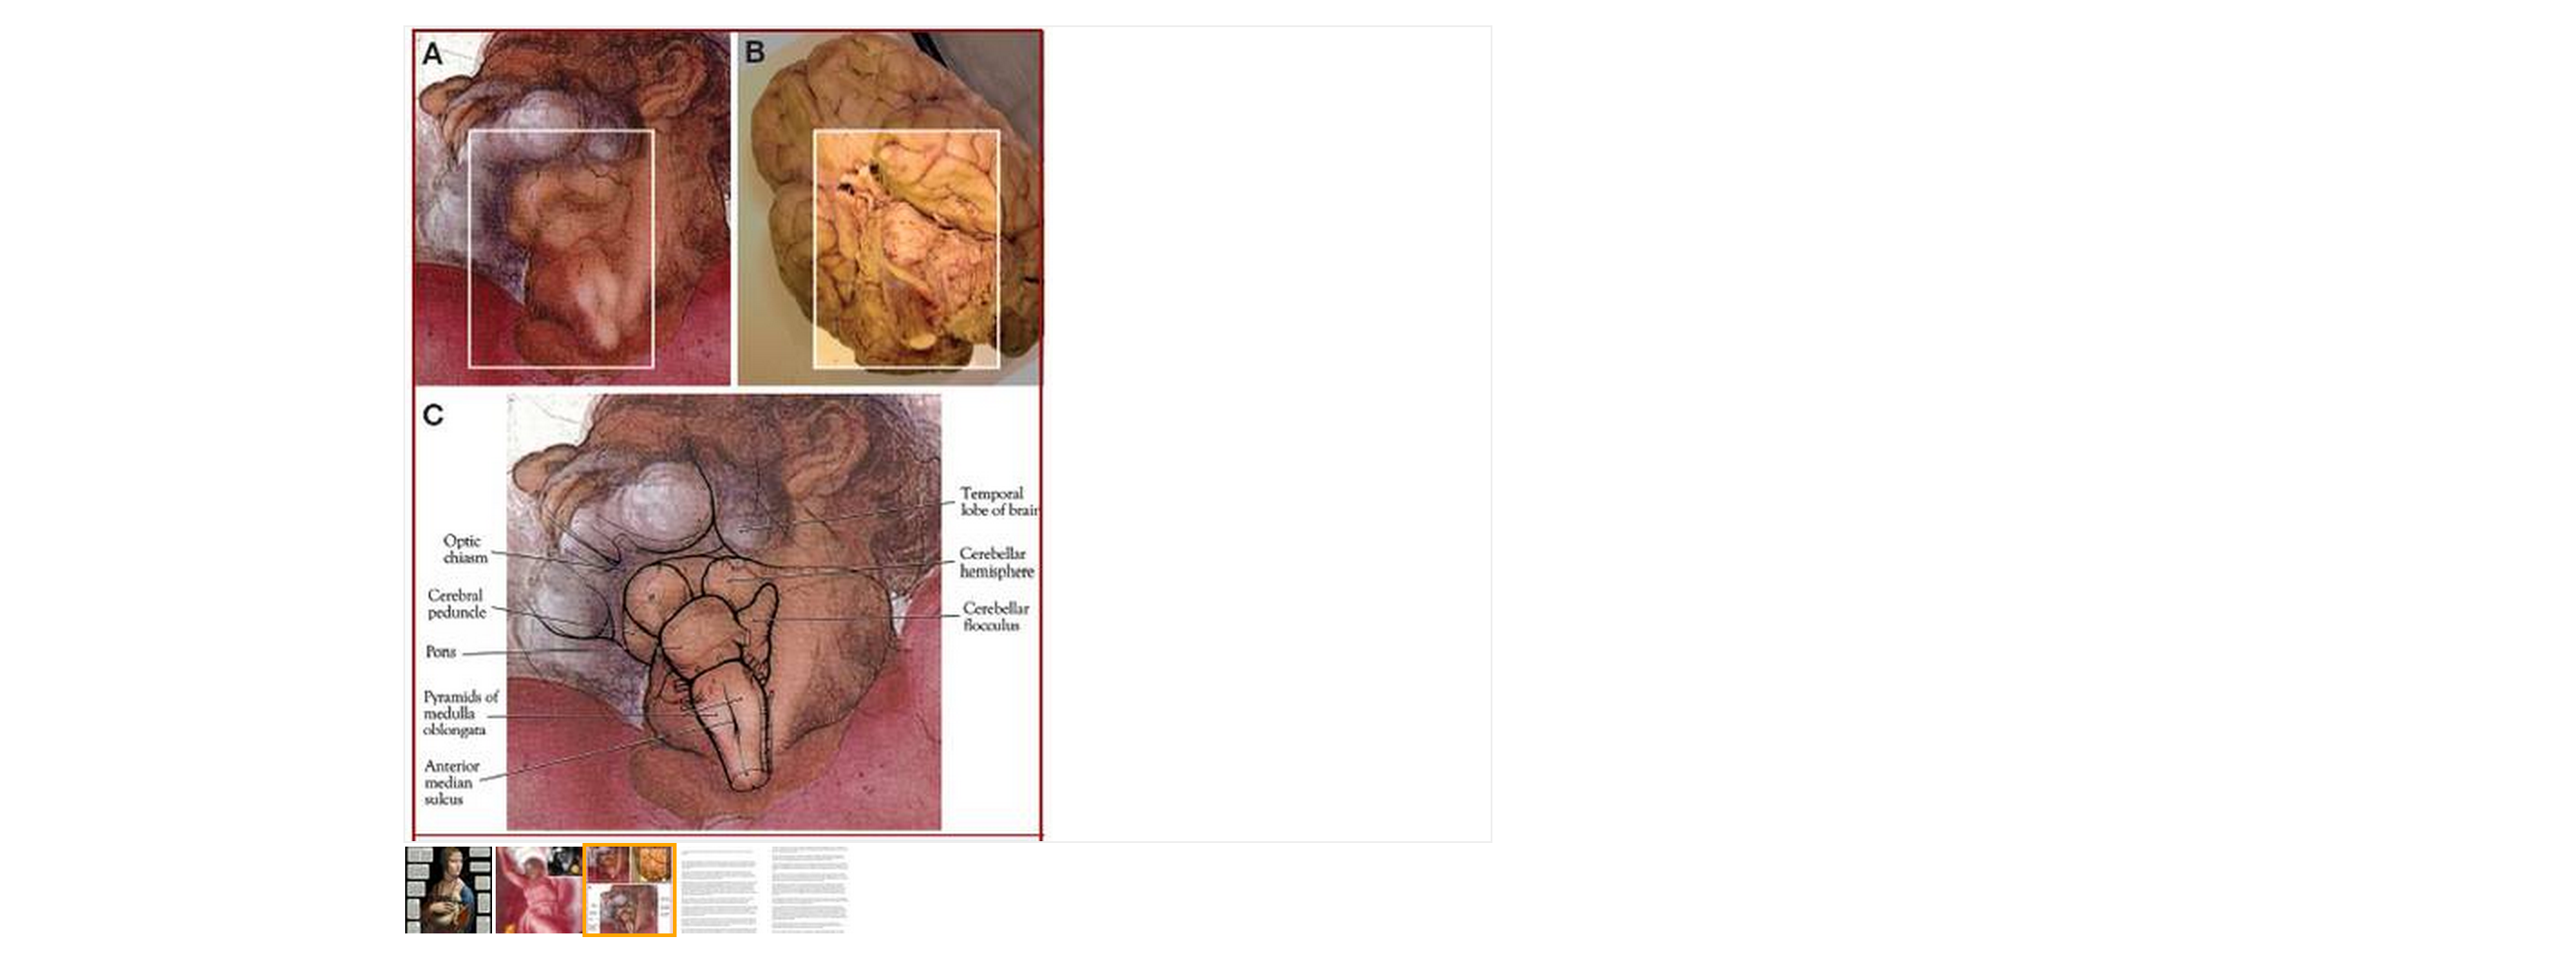 A
B
C
Temporal
lobe of brain
Optic
chiasm
Cerebellar
hemisphere
Cerebral
peduncle
Cerebellar
flocculus
Pons
Pyramids of
medulla
oblongata
Anterior
median
sulcus